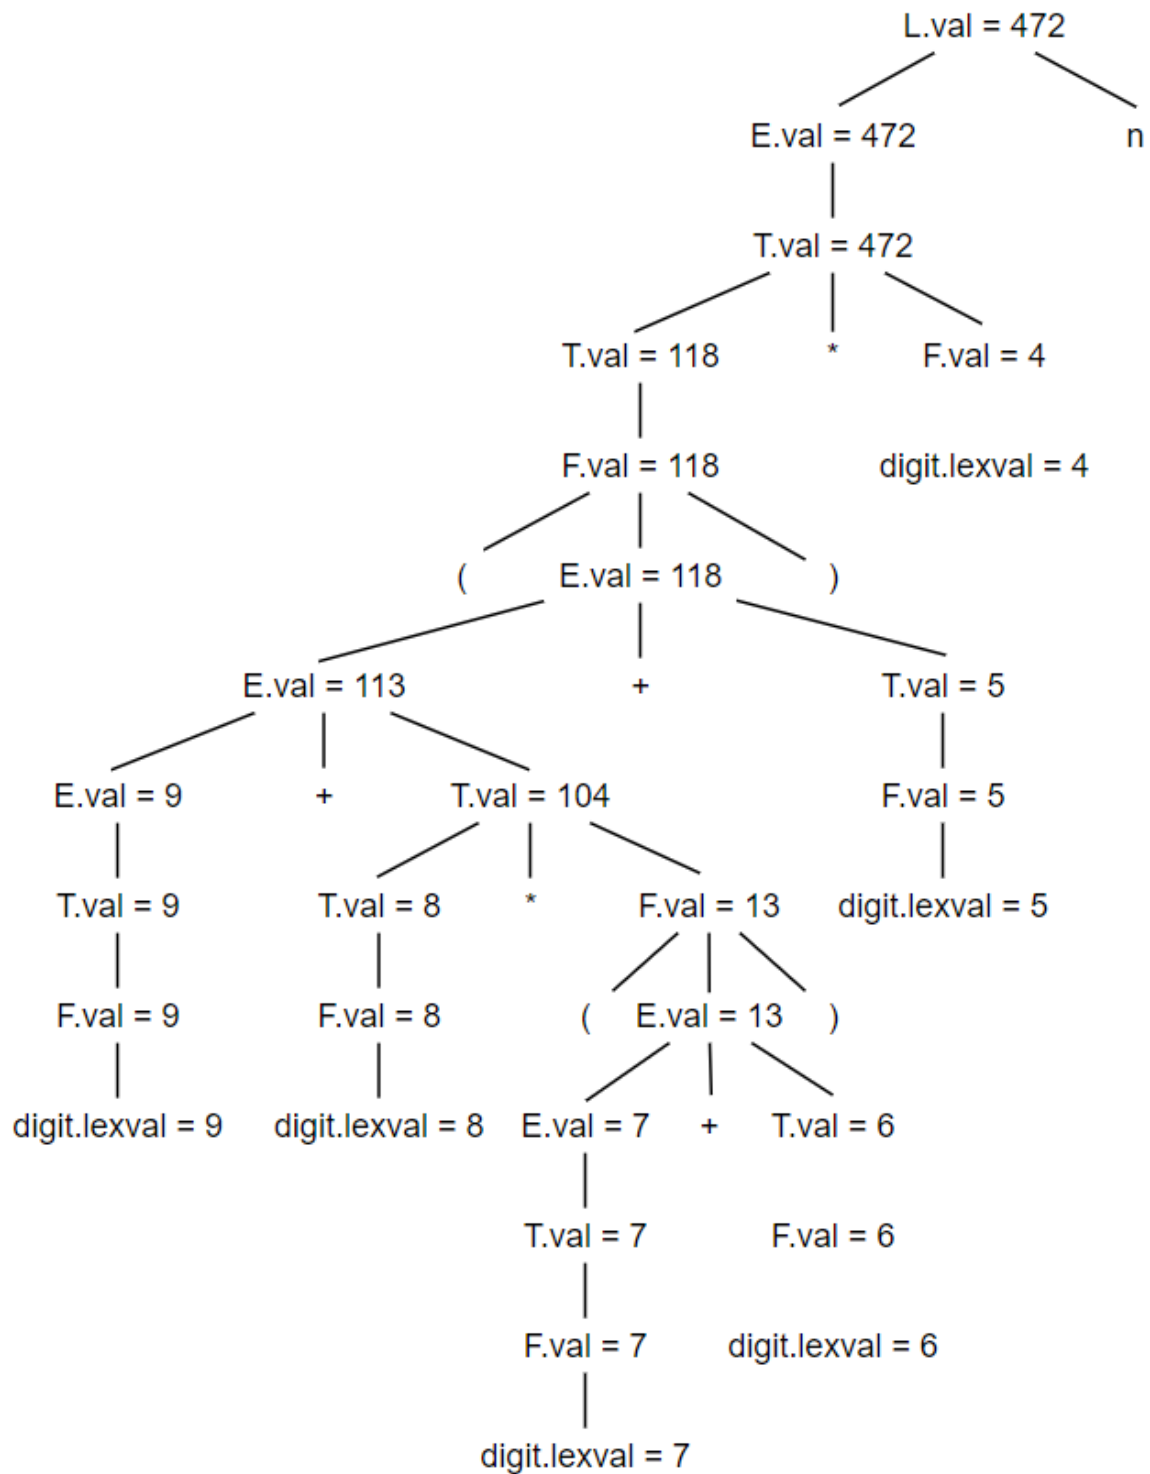 L.val = 472
E.val = 472 n
T.val = 472
T.val = 118 * F.val = 4
F.val = 118 digit.lexval = 4
( E.val = 118 )
E.val = 113 + T.val = 5
E.val = 9 + T.val = 104 F.val = 5
T.val = 9 T.val = 8 * F.val = 13 digit.lexval = 5
F.val = 9 F.val = 8 ( E.val = 13 )
digit.lexval = 9 digit.lexval = 8 E.val = 7 + T.val = 6
T.val = 7 F.val = 6
F.val = 7 digit.lexval = 6
digit.lexval = 7